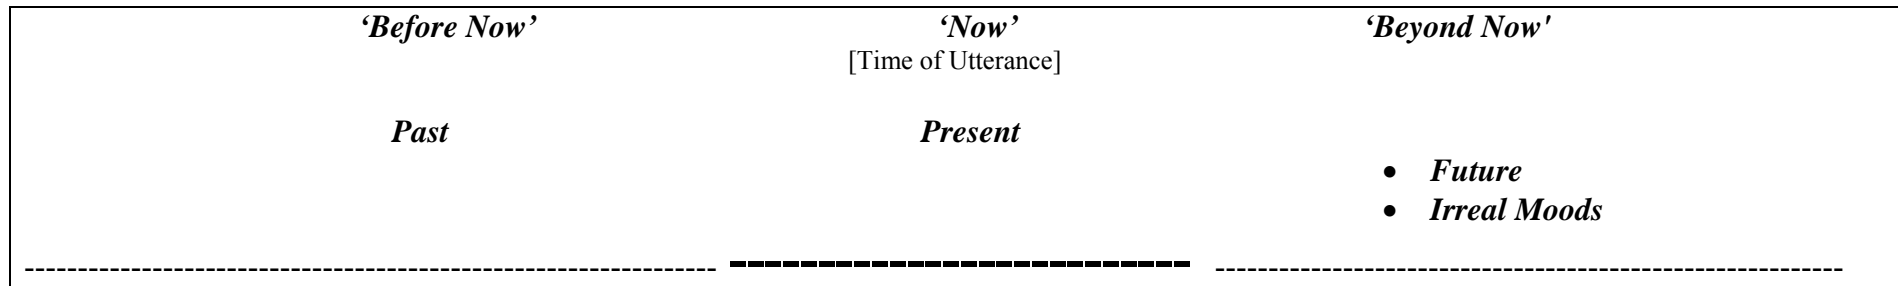 ‘Before Now’ ‘Now’ ‘Beyond Now'
[Time of Utterance]
Past Present
• Future
• Irreal Moods